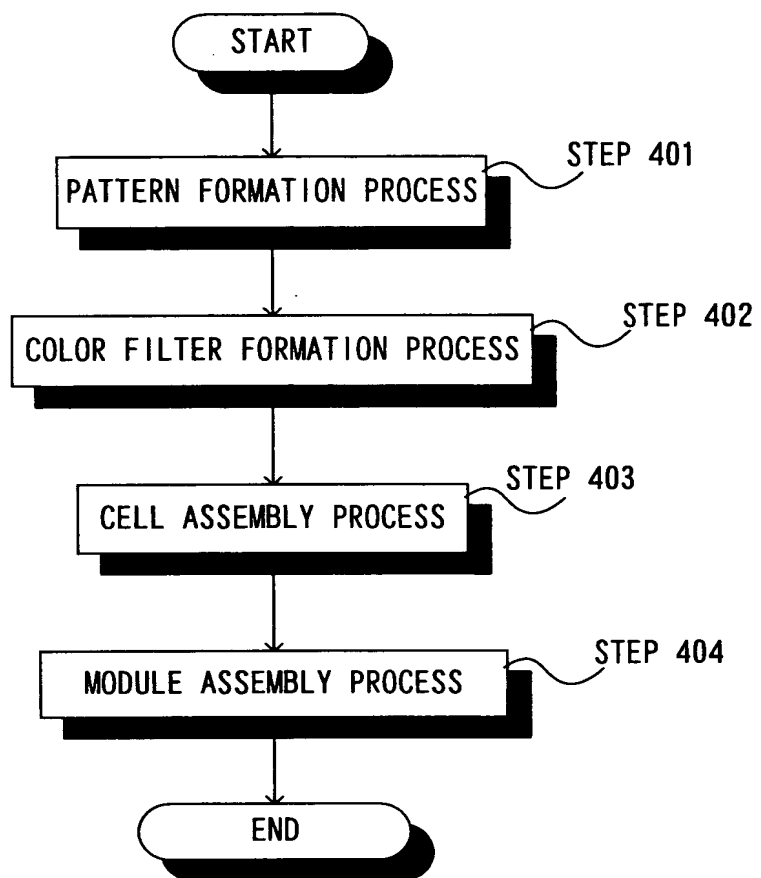 START
STEP 401
PATTERN FORMATION PROCESS
STEP 402
COLOR FILTER FORMATION PROCESS
STEP 403
CELL ASSEMBLY PROCESS
STEP 404
MODULE ASSEMBLY PROCESS
END